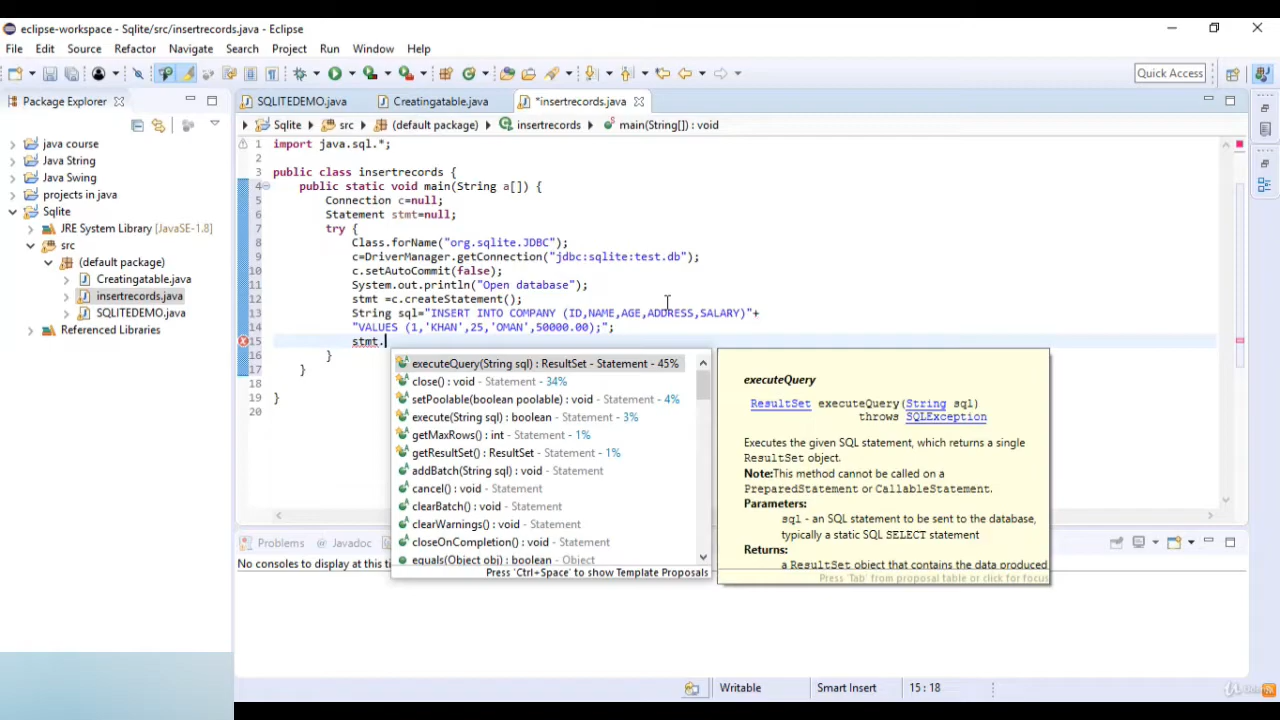 eclipse-workspace - Sqlite/src/insertrecords.java - Eclipse
File Edit Source Refactor Navigate Search Project Run Window Help
Quick Access
Package Explorer
SQLITEDEMO.java Creatingatable.java *insertrecords.java
Sqlite src (default package) insertrecords main(String[]) : void
java course
Java String
Java Swing
projects in java
Sqlite
JRE System Library [JavaSE-1.8]
src
(default package)
Creatingatable.java
insertrecords.java
SQLITEDEMO.java
Referenced Libraries
1 import java.sql.*;
2
3 public class insertrecords {
4 public static void main(String a[]) {
5 Connection c=null;
6 Statement stmt=null;
7 try {
8 Class.forName("org.sqlite.JDBC");
9 c=DriverManager.getConnection("jdbc:sqlite:test.db");
10 c.setAutoCommit(false);
11 System.out.println("Open database");
12 stmt =c.createStatement();
13 String sql="INSERT INTO COMPANY (ID,NAME,AGE,ADDRESS,SALARY)"+
14 "VALUES (1,'KHAN',25,'OMAN',50000.00);";
15 stmt.
16 }
17 }
18
19 }
20
executeQuery(String sql) : ResultSet - Statement - 45%
close() : void - Statement - 34%
setPoolable(boolean poolable) : void - Statement - 4%
execute(String sql) : boolean - Statement - 3%
getMaxRows() : int - Statement - 1%
getResultSet() : ResultSet - Statement - 1%
addBatch(String sql) : void - Statement
cancel() : void - Statement
clearBatch() : void - Statement
clearWarnings() : void - Statement
closeOnCompletion() : void - Statement
equals(Object obj) : boolean - Object
Press 'Ctrl+Space' to show Template Proposals
executeQuery
ResultSet executeQuery(String sql)
throws SQLException
Executes the given SQL statement, which returns a single
ResultSet object.
Note:This method cannot be called on a
PreparedStatement or CallableStatement.
Parameters:
sql - an SQL statement to be sent to the database,
typically a static SQL SELECT statement
Returns:
a ResultSet object that contains the data produced
Press 'Tab' from proposal table or click for focus
Problems Javadoc
No consoles to display at this ti
Writable Smart Insert 15 : 18